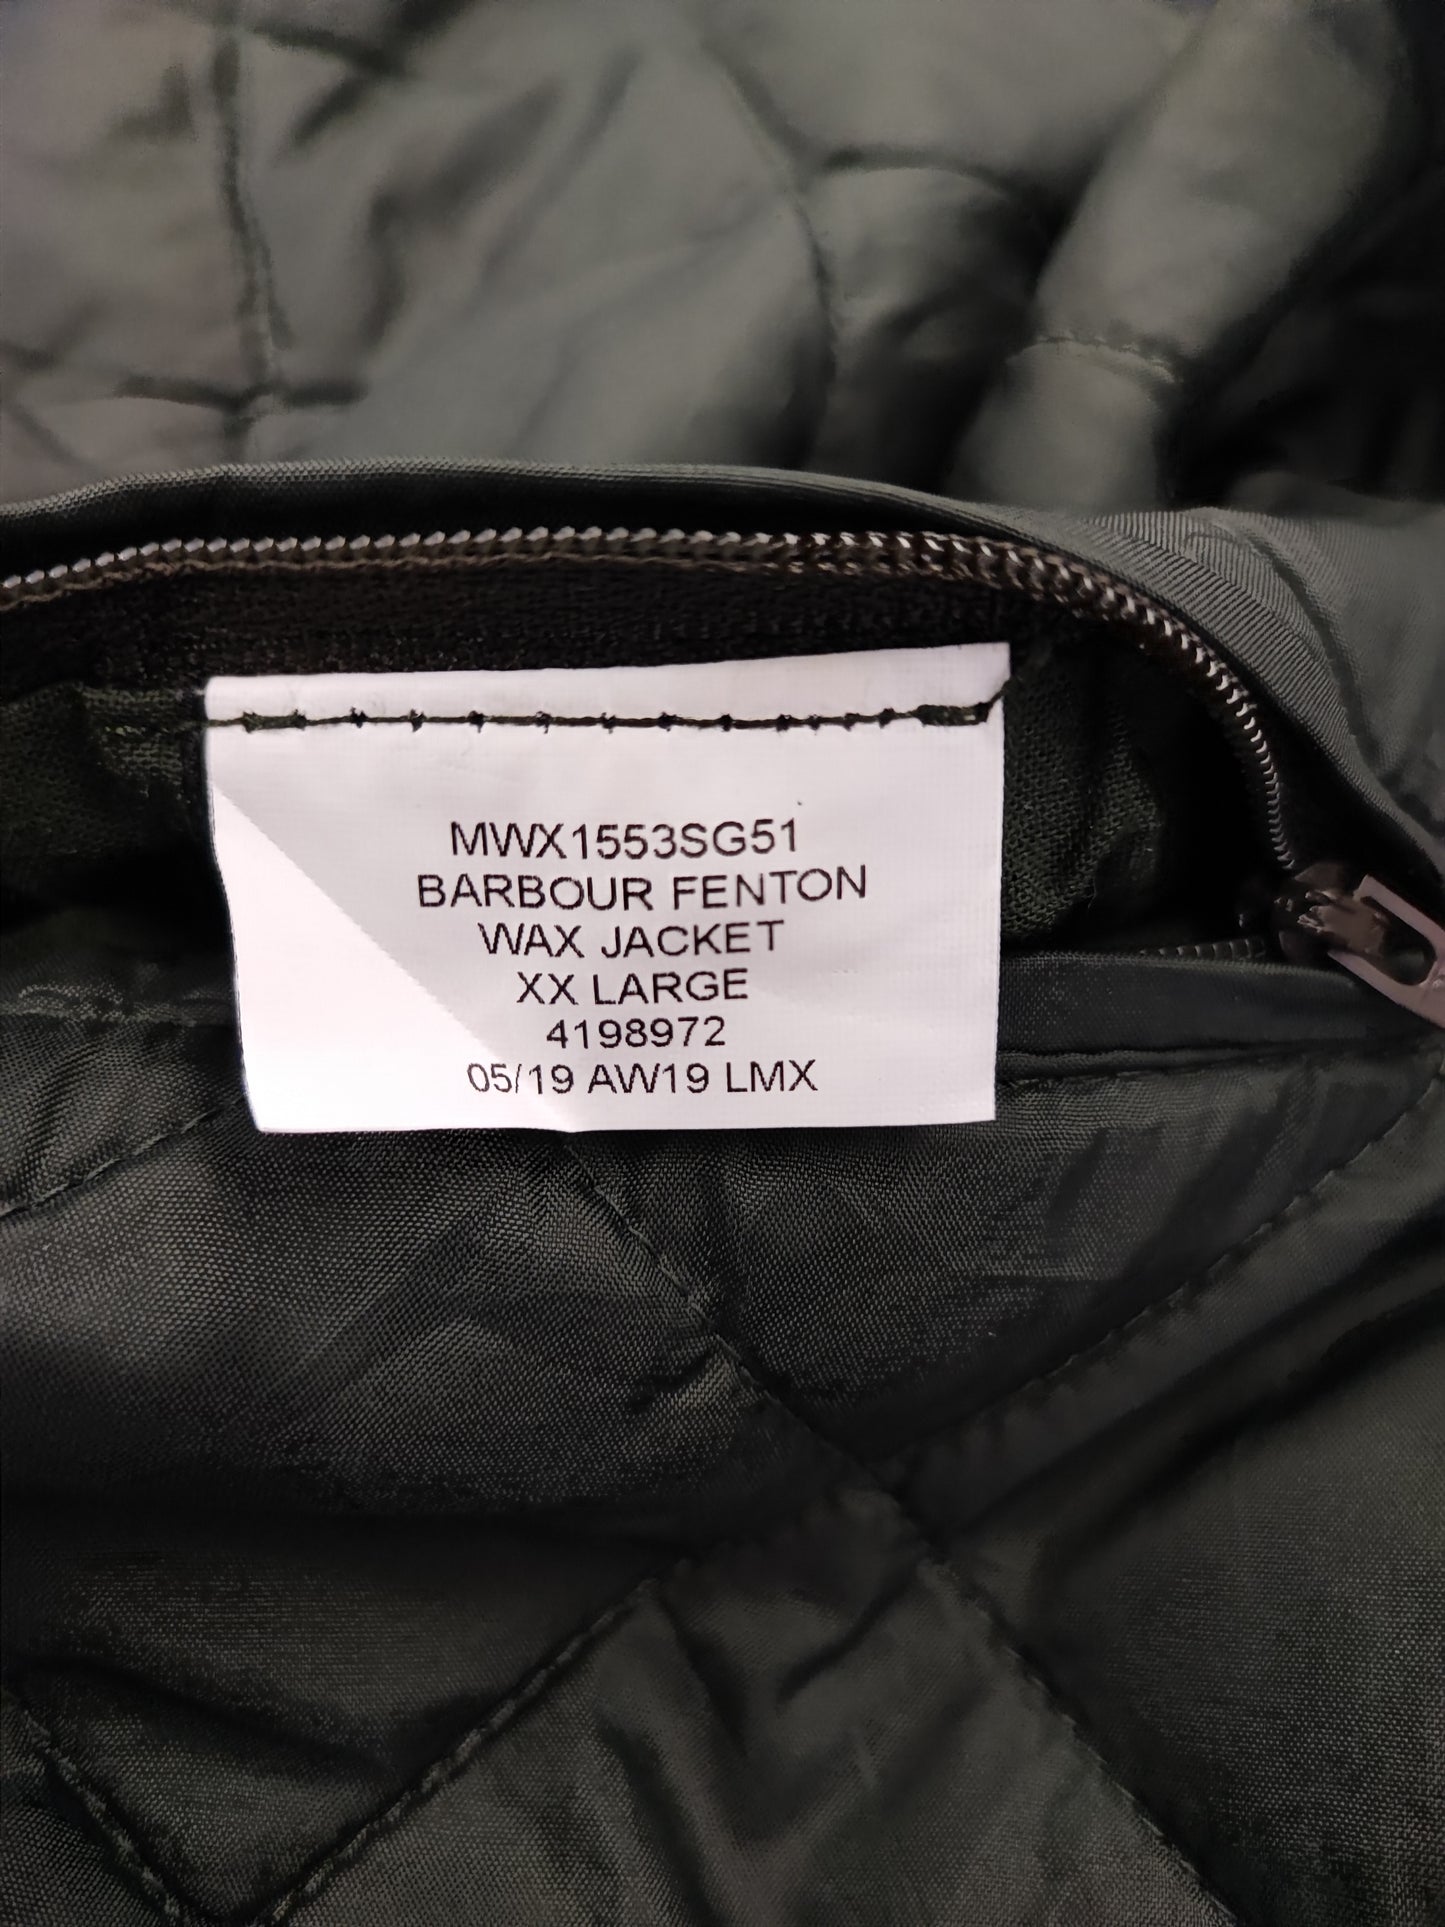 MWX1553SG51
BARBOUR FENTON
WAX JACKET
XX LARGE
4198972
05/19 AW19 LMX